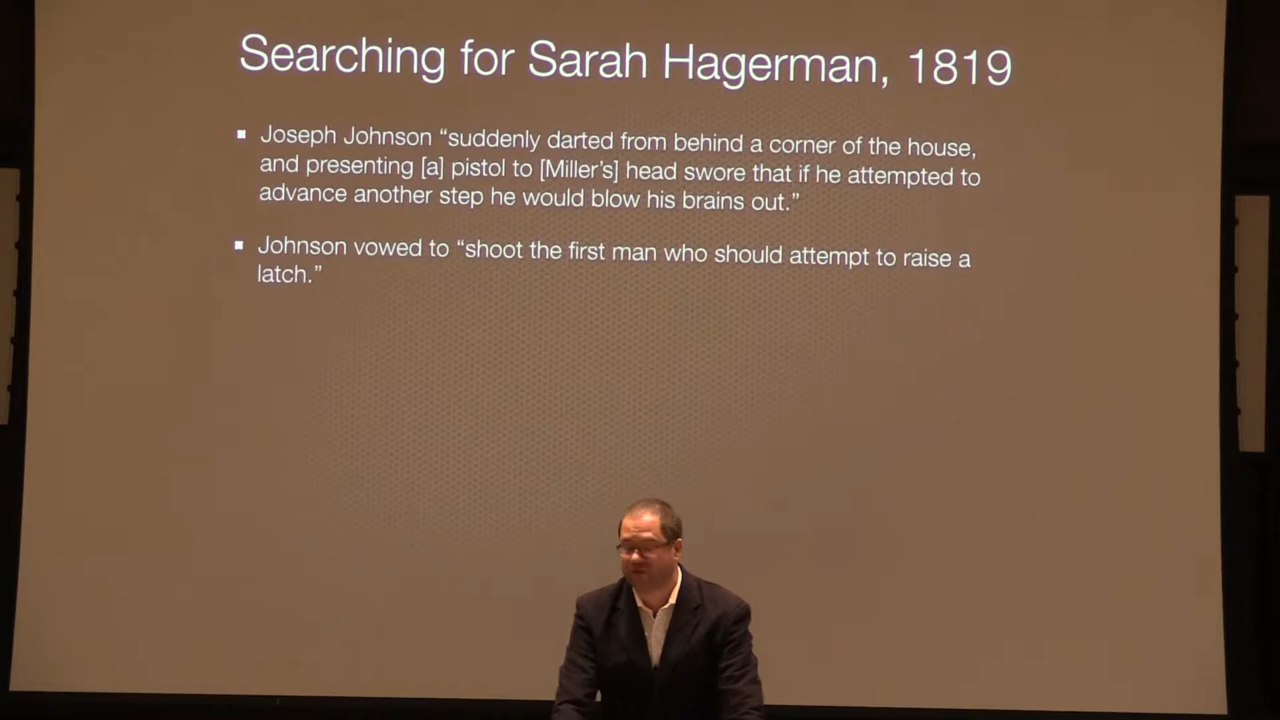 Searching for Sarah Hagerman, 1819
▪ Joseph Johnson “suddenly darted from behind a corner of the house,
and presenting [a] pistol to [Miller’s] head swore that if he attempted to
advance another step he would blow his brains out.”
▪ Johnson vowed to “shoot the first man who should attempt to raise a
latch.”